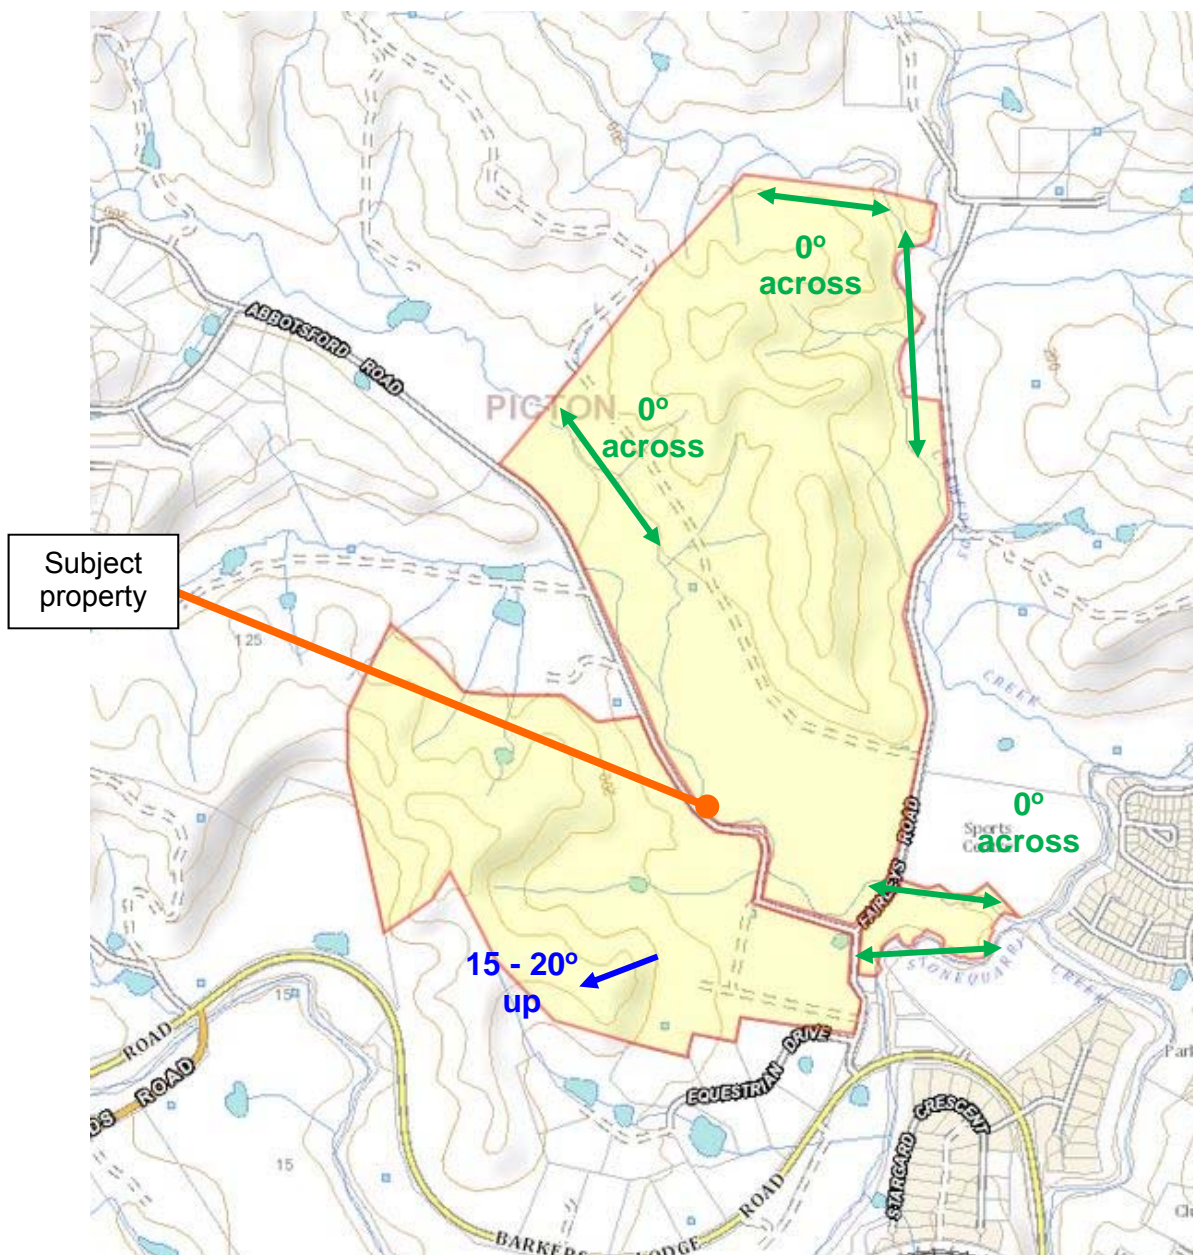 0º
across
ABBOTSFORD ROAD
PICTON
0º
across
Subject
property
125
CREEK
200
0º
across
Sports
FAIRLEYS ROAD
15 - 20º
up
STONEQUARRY
CREEK
15
ROAD
ROAD
EQUESTRIAN DRIVE
STARGARD CRESCENT
15
BARKERS LODGE ROAD